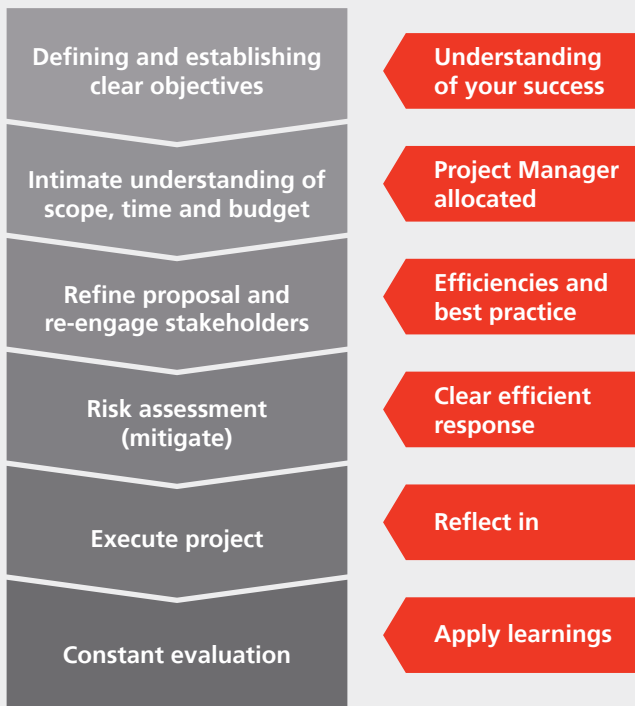 Defining and establishing
clear objectives
Understanding
of your success
Intimate understanding of
scope, time and budget
Project Manager
allocated
Refine proposal and
re-engage stakeholders
Efficiencies and
best practice
Risk assessment
(mitigate)
Clear efficient
response
Execute project
Reflect in
Constant evaluation
Apply learnings